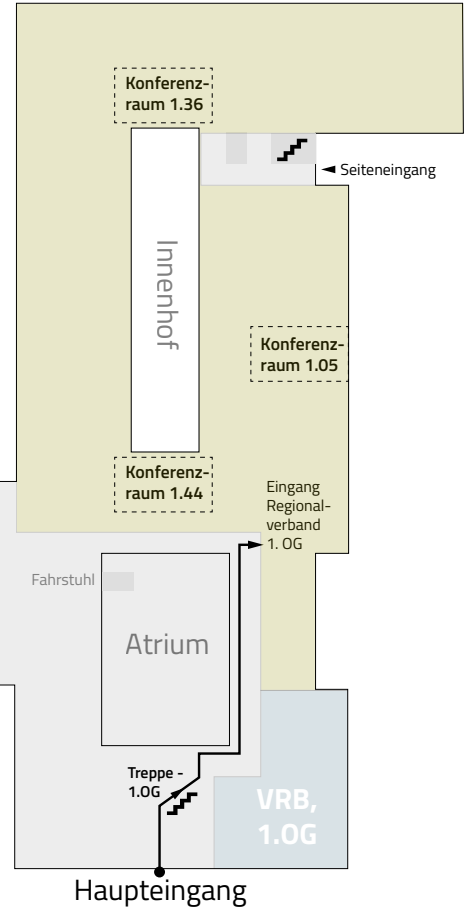 Konferenz-
raum 1.36
Seiteneingang
Innenhof
Konferenz-
raum 1.05
Konferenz-
raum 1.44
Eingang
Regional-
verband
1. OG
Fahrstuhl
Atrium
Treppe -
1.OG
VRB,
1.OG
Haupteingang